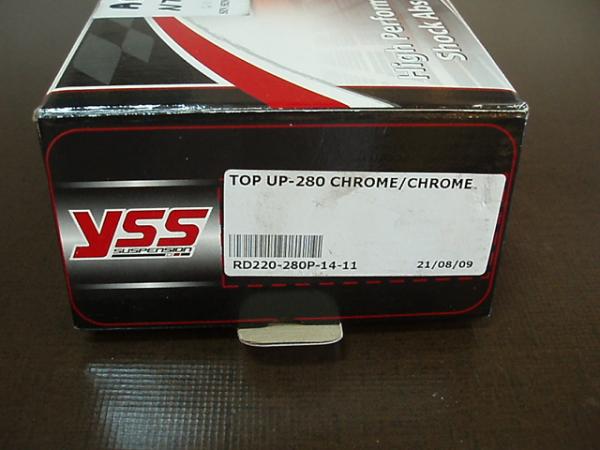 High Perform
Shock Abs
YSS
SUSPENSION
TOP UP-280 CHROME/CHROME
RD220-280P-14-11
21/08/09